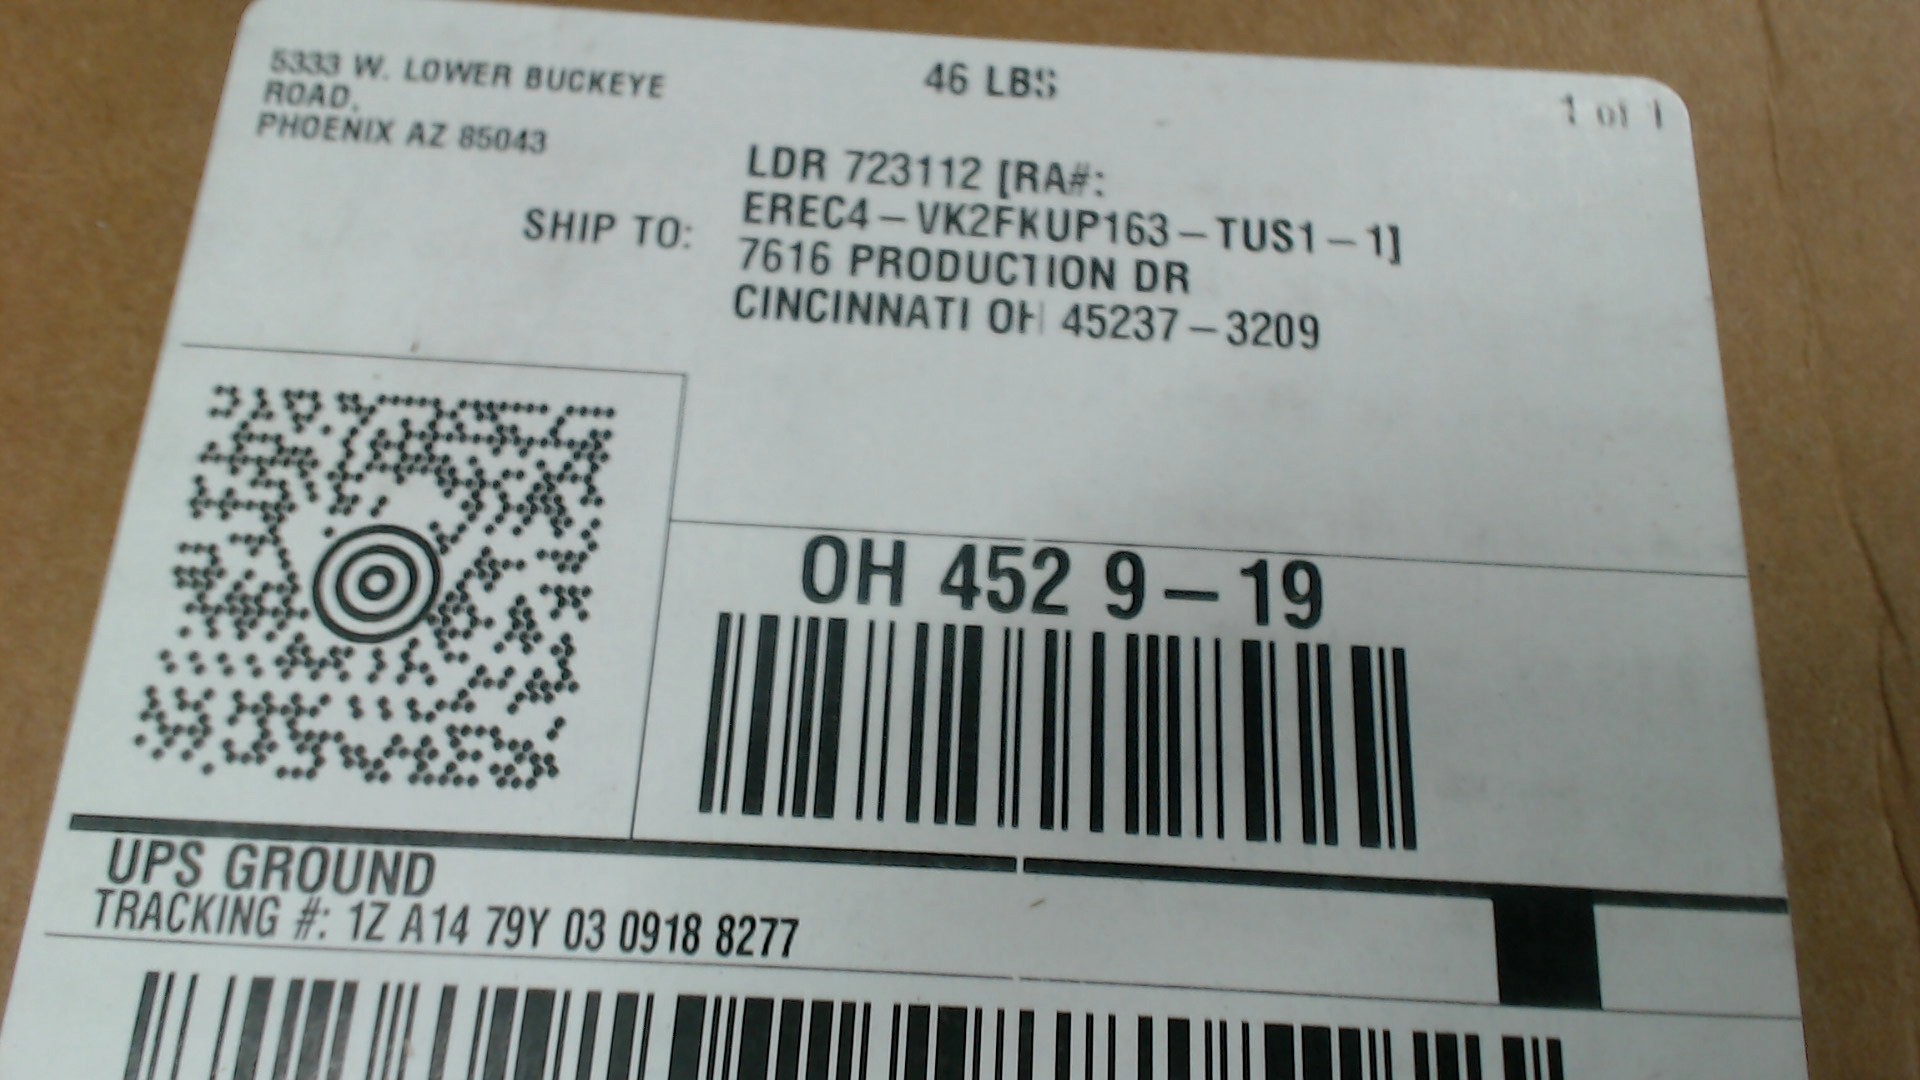 5333 W. LOWER BUCKEYE
ROAD,
PHOENIX AZ 85043
46 LBS
1 of 1
LDR 723112 [RA#:
SHIP TO: EREC4-VK2FKUP163-TUS1-1]
7616 PRODUCTION DR
CINCINNATI OH 45237-3209
OH 452 9-19
UPS GROUND
TRACKING #: 1Z A14 79Y 03 0918 8277